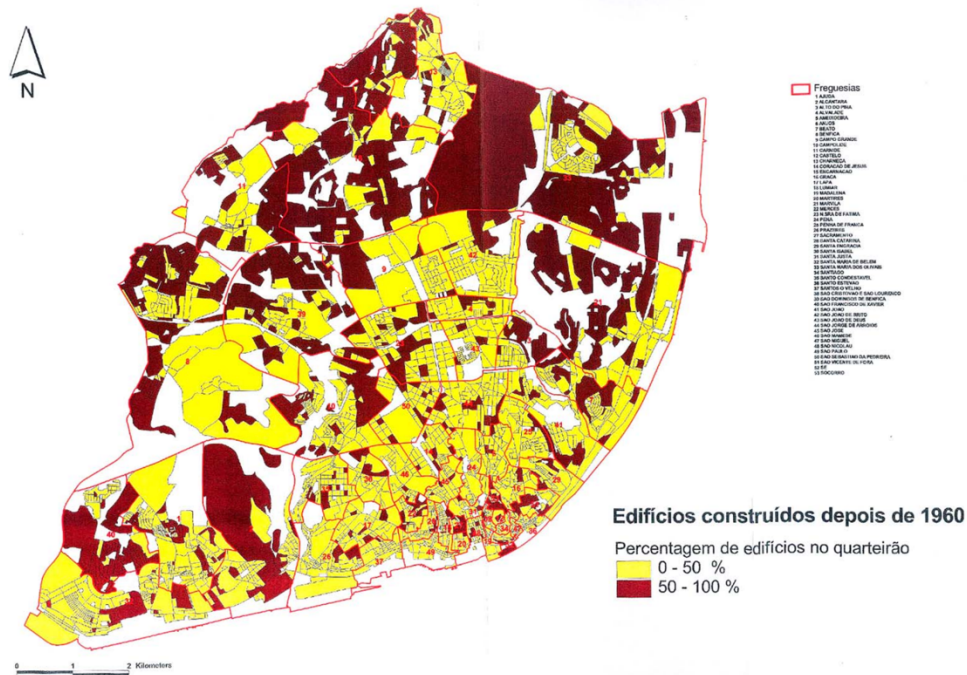 N
Freguesias
1 AJUDA
2 ALCANTARA
3 ALTO DO PINA
4 ALVALADE
5 AMEIXOEIRA
6 ANJOS
7 BEATO
8 BENFICA
9 CAMPO GRANDE
10 CAMPOLIDE
11 CARNIDE
12 CASTELO
13 CHARNECA
14 CORACAO DE JESUS
15 ENCARNACAO
16 GRACA
17 LAPA
18 LUMIAR
19 MADALENA
20 MARTIRES
21 MARVILA
22 MERCES
23 N.SRA DE FATIMA
24 PENA
25 PENHA DE FRANCA
26 PRAZERES
27 SACRAMENTO
28 SANTA CATARINA
29 SANTA ENGRACIA
30 SANTA ISABEL
31 SANTA JUSTA
32 SANTA MARIA DE BELEM
33 SANTA MARIA DOS OLIVAIS
34 SANTIAGO
35 SANTO CONDESTAVEL
36 SANTO ESTEVAO
37 SANTOS O VELHO
38 SAO CRISTOVAO E SAO LOURENCO
39 SAO DOMINGOS DE BENFICA
40 SAO FRANCISCO DE XAVIER
41 SAO JOAO
42 SAO JOAO DE BRITO
43 SAO JOAO DE DEUS
44 SAO JORGE DE ARROIOS
45 SAO JOSE
46 SAO MAMEDE
47 SAO MIGUEL
48 SAO NICOLAU
49 SAO PAULO
50 SAO SEBASTIAO DA PEDREIRA
51 SAO VICENTE DE FORA
52 SE
53 SOCORRO
11
9
42
21
39
8
Edifícios construídos depois de 1960
Percentagem de edifícios no quarteirão
0 - 50 %
50 - 100 %
0 1 2 Kilometers